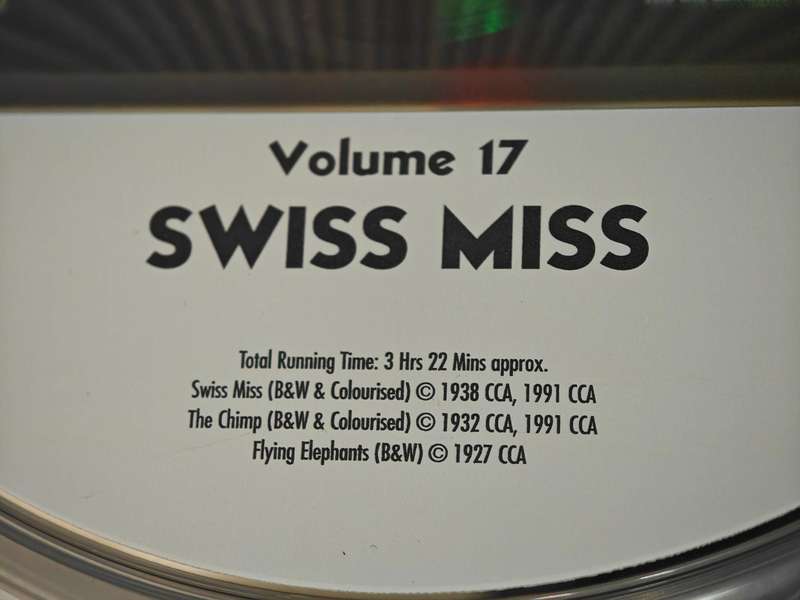 Volume 17
SWISS MISS
Total Running Time: 3 Hrs 22 Mins approx.
Swiss Miss (B&W & Colourised) © 1938 CCA, 1991 CCA
The Chimp (B&W & Colourised) © 1932 CCA, 1991 CCA
Flying Elephants (B&W) © 1927 CCA